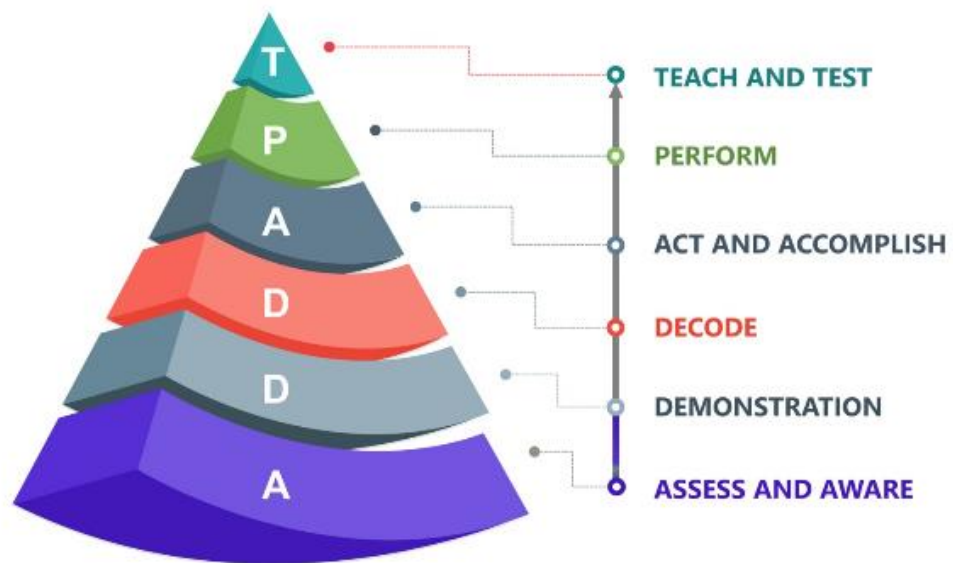 T
TEACH AND TEST
P
PERFORM
A
ACT AND ACCOMPLISH
D
DECODE
D
DEMONSTRATION
A
ASSESS AND AWARE